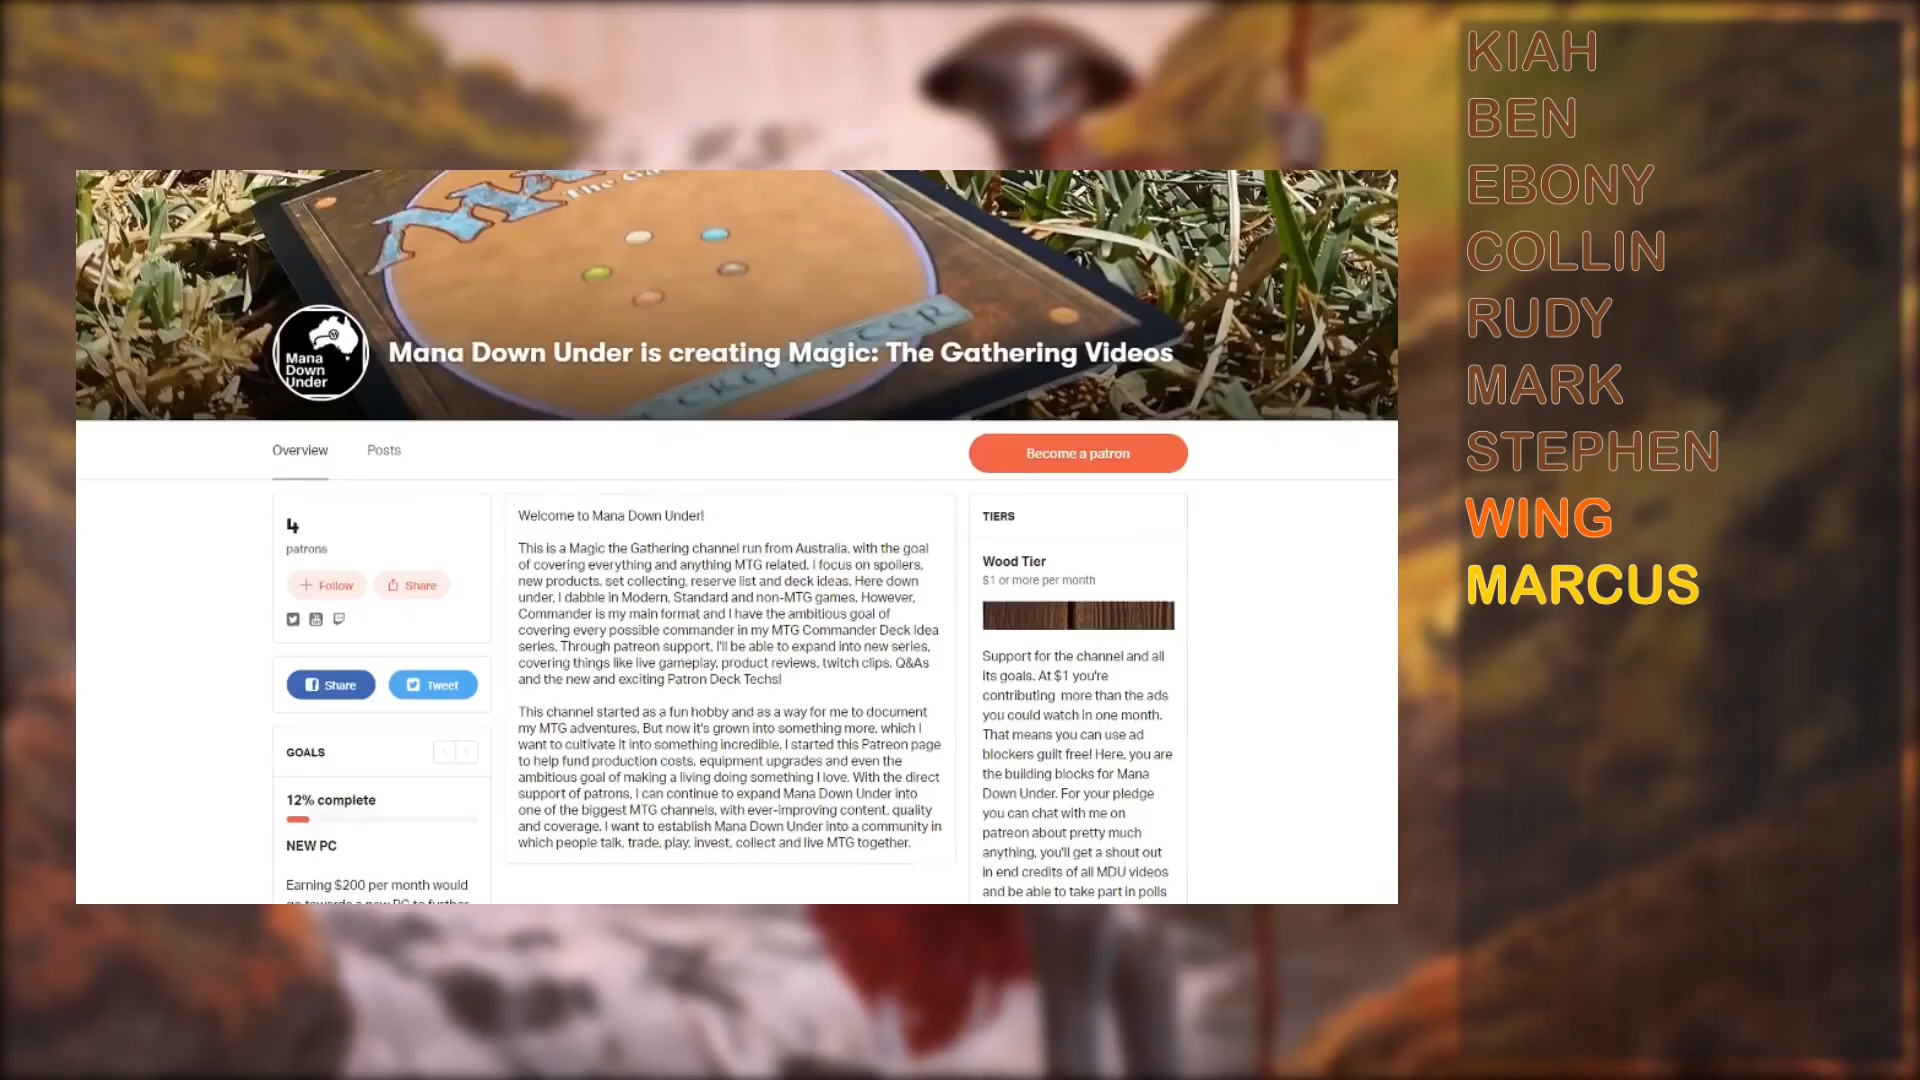 KIAH
BEN
EBONY
COLLIN
RUDY
MARK
STEPHEN
WING
MARCUS
The Ga
Mana
Down
Under
Mana Down Under is creating Magic: The Gathering Videos
Overview
Posts
Become a patron
4
patrons
Follow
Share
Share
Tweet
GOALS
12% complete
NEW PC
Earning $200 per month would
go towards a new PC to further
Welcome to Mana Down Under!
This is a Magic the Gathering channel run from Australia, with the goal
of covering everything and anything MTG related. I focus on spoilers,
new products, set collecting, reserve list and deck ideas. Here down
under, I dabble in Modern, Standard and non-MTG games. However,
Commander is my main format and I have the ambitious goal of
covering every possible commander in my MTG Commander Deck Idea
series. Through patreon support, I'll be able to expand into new series,
covering things like live gameplay, product reviews, twitch clips, Q&As
and the new and exciting Patron Deck Techs!
This channel started as a fun hobby and as a way for me to document
my MTG adventures. But now it's grown into something more, which I
want to cultivate it into something incredible. I started this Patreon page
to help fund production costs, equipment upgrades and even the
ambitious goal of making a living doing something I love. With the direct
support of patrons, I can continue to expand Mana Down Under into
one of the biggest MTG channels, with ever-improving content, quality
and coverage. I want to establish Mana Down Under into a community in
which people talk, trade, play, invest, collect and live MTG together.
TIERS
Wood Tier
$1 or more per month
Support for the channel and all
its goals. At $1 you're
contributing more than the ads
you could watch in one month.
That means you can use ad
blockers guilt free! Here, you are
the building blocks for Mana
Down Under. For your pledge
you can chat with me on
patreon about pretty much
anything, you'll get a shout out
in end credits of all MDU videos
and be able to take part in polls